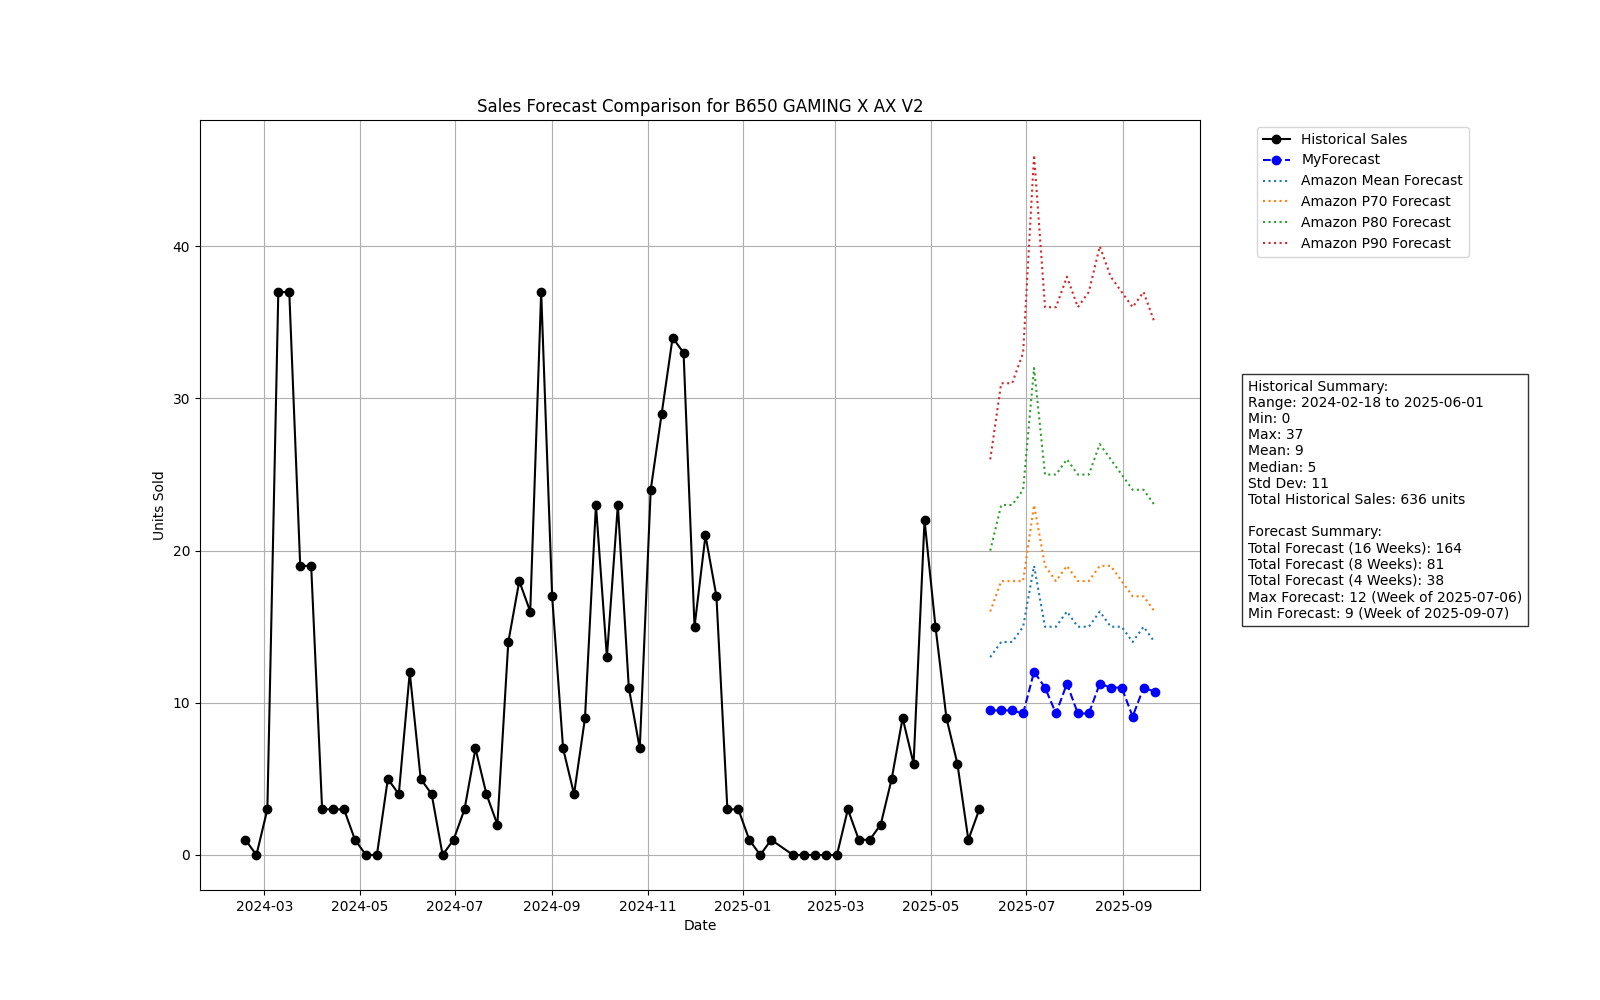 Sales Forecast Comparison for B650 GAMING X AX V2
Units Sold
40
30
20
10
0
2024-03
2024-05
2024-07
2024-09
2024-11
2025-01
2025-03
2025-05
2025-07
2025-09
Date
Historical Sales
MyForecast
Amazon Mean Forecast
Amazon P70 Forecast
Amazon P80 Forecast
Amazon P90 Forecast
Historical Summary:
Range: 2024-02-18 to 2025-06-01
Min: 0
Max: 37
Mean: 9
Median: 5
Std Dev: 11
Total Historical Sales: 636 units
Forecast Summary:
Total Forecast (16 Weeks): 164
Total Forecast (8 Weeks): 81
Total Forecast (4 Weeks): 38
Max Forecast: 12 (Week of 2025-07-06)
Min Forecast: 9 (Week of 2025-09-07)